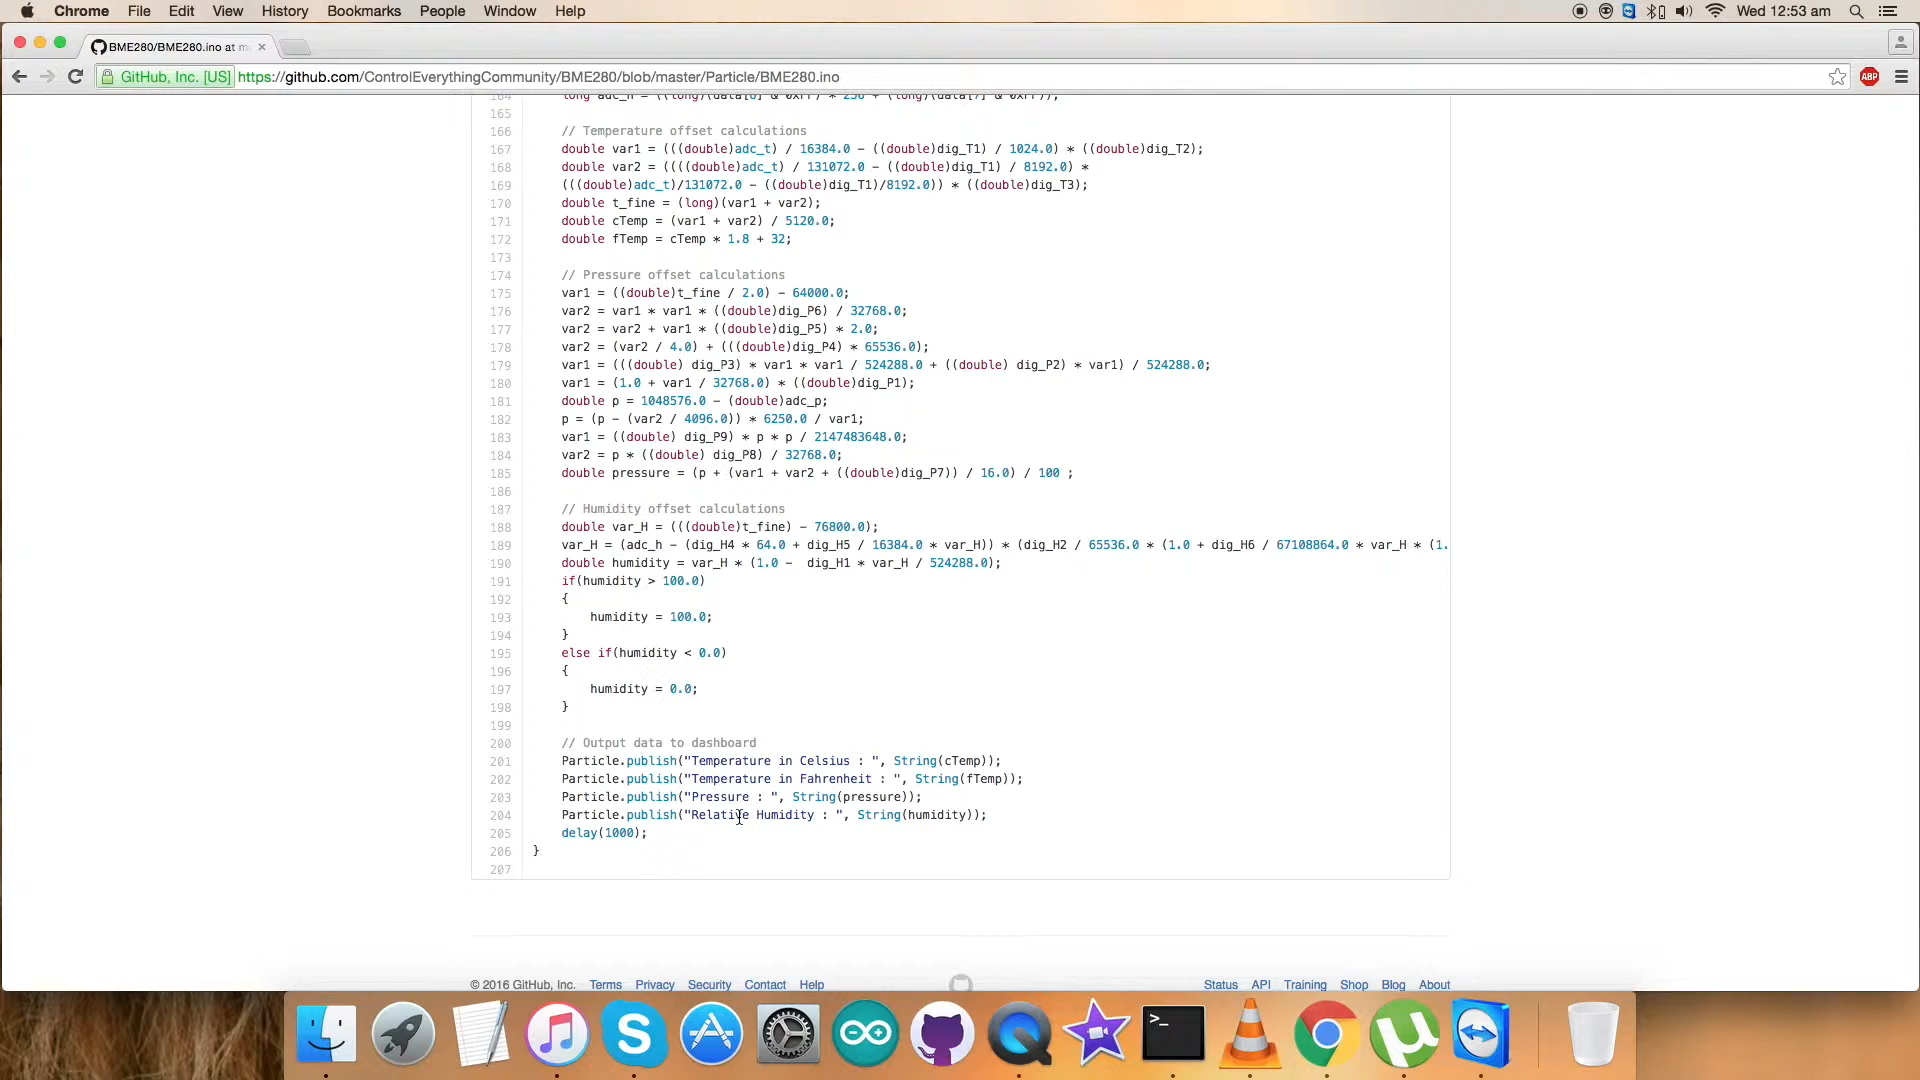 Chrome File Edit View History Bookmarks People Window Help Wed 12:53 am
BME280/BME280.ino at m
GitHub, Inc. [US] https://github.com/ControlEverythingCommunity/BME280/blob/master/Particle/BME280.ino ABP
164 long adc_h = ((long)(data[6] & 0xFF) * 256 + (long)(data[7] & 0xFF));
165
166 // Temperature offset calculations
167 double var1 = (((double)adc_t) / 16384.0 - ((double)dig_T1) / 1024.0) * ((double)dig_T2);
168 double var2 = ((((double)adc_t) / 131072.0 - ((double)dig_T1) / 8192.0) *
169 (((double)adc_t)/131072.0 - ((double)dig_T1)/8192.0)) * ((double)dig_T3);
170 double t_fine = (long)(var1 + var2);
171 double cTemp = (var1 + var2) / 5120.0;
172 double fTemp = cTemp * 1.8 + 32;
173
174 // Pressure offset calculations
175 var1 = ((double)t_fine / 2.0) - 64000.0;
176 var2 = var1 * var1 * ((double)dig_P6) / 32768.0;
177 var2 = var2 + var1 * ((double)dig_P5) * 2.0;
178 var2 = (var2 / 4.0) + (((double)dig_P4) * 65536.0);
179 var1 = (((double) dig_P3) * var1 * var1 / 524288.0 + ((double) dig_P2) * var1) / 524288.0;
180 var1 = (1.0 + var1 / 32768.0) * ((double)dig_P1);
181 double p = 1048576.0 - (double)adc_p;
182 p = (p - (var2 / 4096.0)) * 6250.0 / var1;
183 var1 = ((double) dig_P9) * p * p / 2147483648.0;
184 var2 = p * ((double) dig_P8) / 32768.0;
185 double pressure = (p + (var1 + var2 + ((double)dig_P7)) / 16.0) / 100 ;
186
187 // Humidity offset calculations
188 double var_H = (((double)t_fine) - 76800.0);
189 var_H = (adc_h - (dig_H4 * 64.0 + dig_H5 / 16384.0 * var_H)) * (dig_H2 / 65536.0 * (1.0 + dig_H6 / 67108864.0 * var_H * (1.
190 double humidity = var_H * (1.0 -  dig_H1 * var_H / 524288.0);
191 if(humidity > 100.0)
192 {
193 humidity = 100.0;
194 }
195 else if(humidity < 0.0)
196 {
197 humidity = 0.0;
198 }
199
200 // Output data to dashboard
201 Particle.publish("Temperature in Celsius : ", String(cTemp));
202 Particle.publish("Temperature in Fahrenheit : ", String(fTemp));
203 Particle.publish("Pressure : ", String(pressure));
204 Particle.publish("Relative Humidity : ", String(humidity));
205 delay(1000);
206 }
207
© 2016 GitHub, Inc. Terms Privacy Security Contact Help Status API Training Shop Blog About